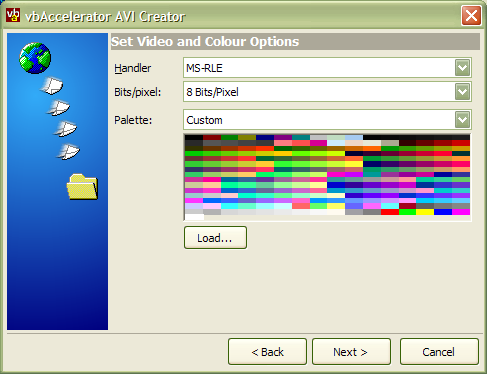 vbAccelerator AVI Creator
Set Video and Colour Options
Handler MS-RLE
Bits/pixel: 8 Bits/Pixel
Palette: Custom
Load...
< Back Next > Cancel